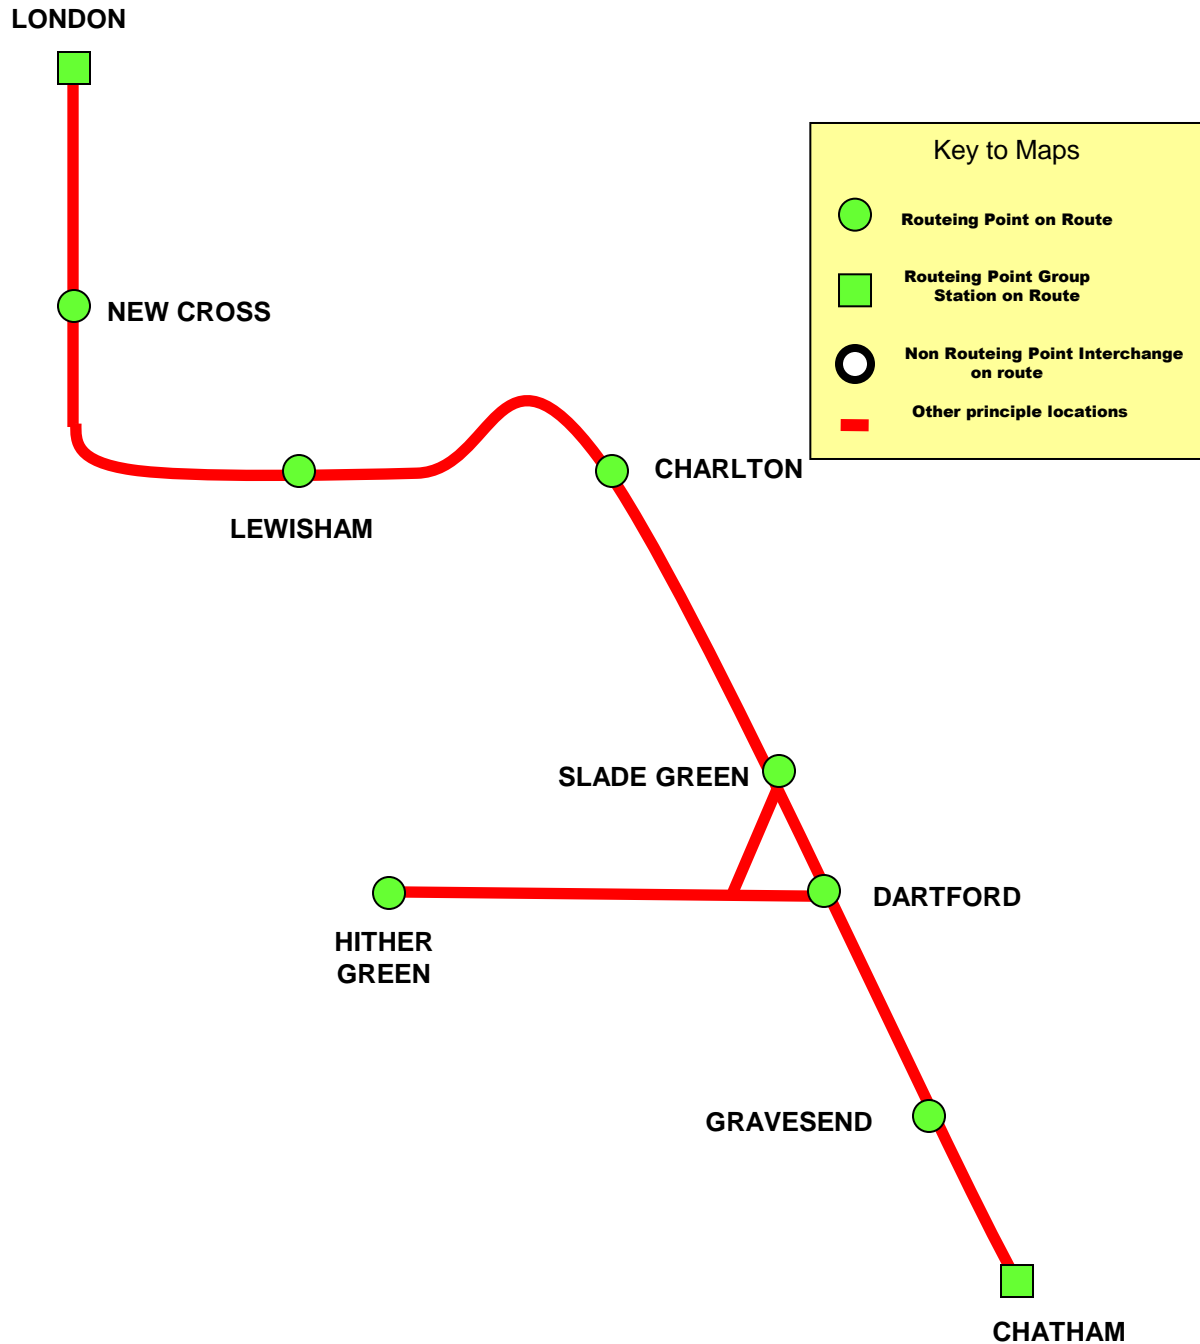 LONDON
Key to Maps
Routeing Point on Route
Routeing Point Group
Station on Route
NEW CROSS
Non Routeing Point Interchange
on route
Other principle locations
CHARLTON
LEWISHAM
SLADE GREEN
DARTFORD
HITHER
GREEN
GRAVESEND
CHATHAM